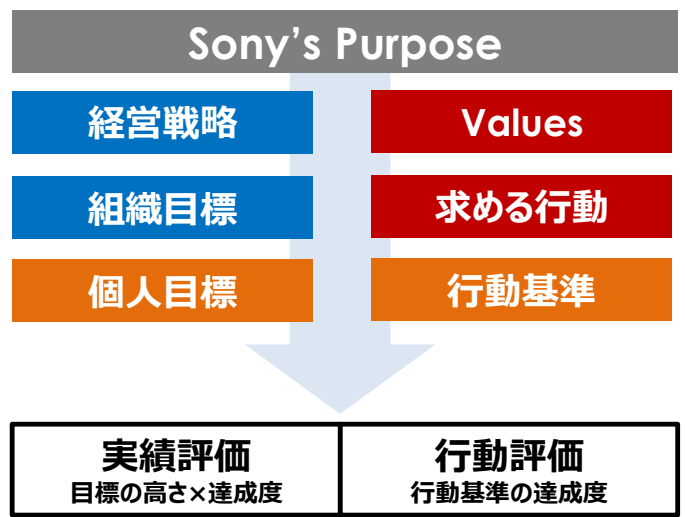 Sony’s Purpose
経営戦略
Values
組織目標
求める行動
個人目標
行動基準
実績評価
目標の高さ×達成度
行動評価
行動基準の達成度